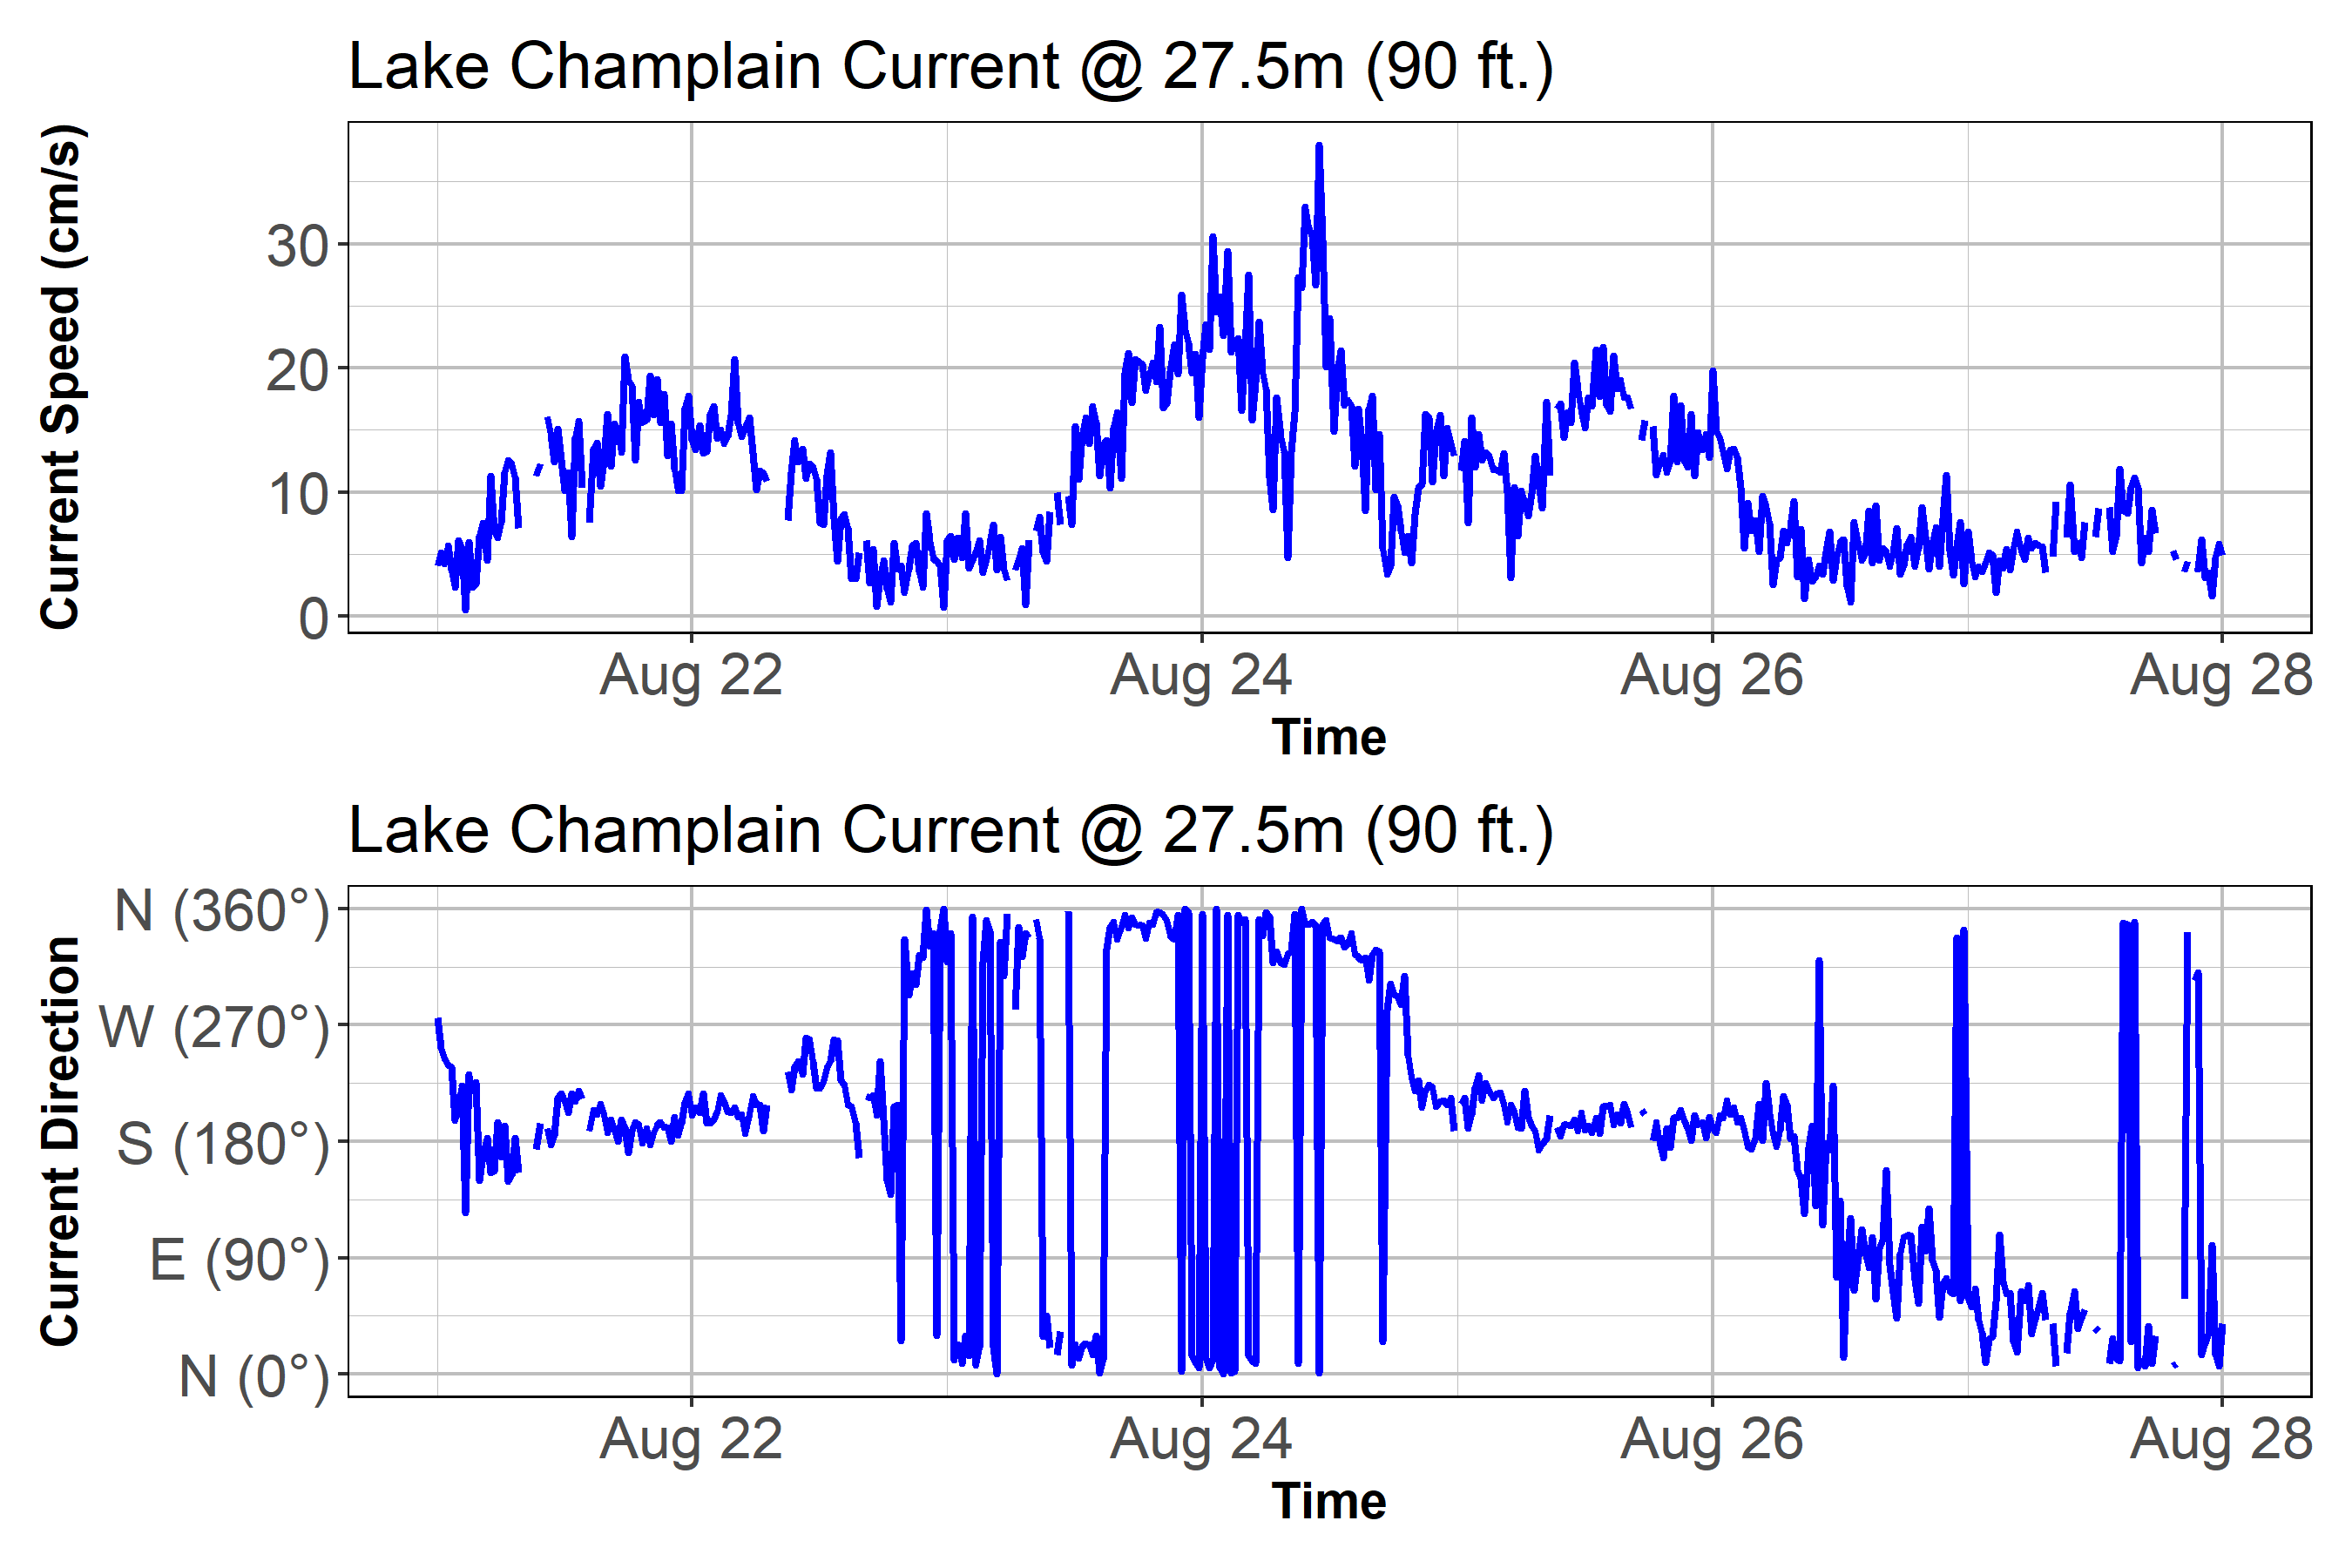 Lake Champlain Current @ 27.5m (90 ft.)
Current Speed (cm/s)
30
20
10
0
Aug 22 Aug 24 Aug 26 Aug 28
Time
Lake Champlain Current @ 27.5m (90 ft.)
Current Direction
N (360°)
W (270°)
S (180°)
E (90°)
N (0°)
Aug 22 Aug 24 Aug 26 Aug 28
Time